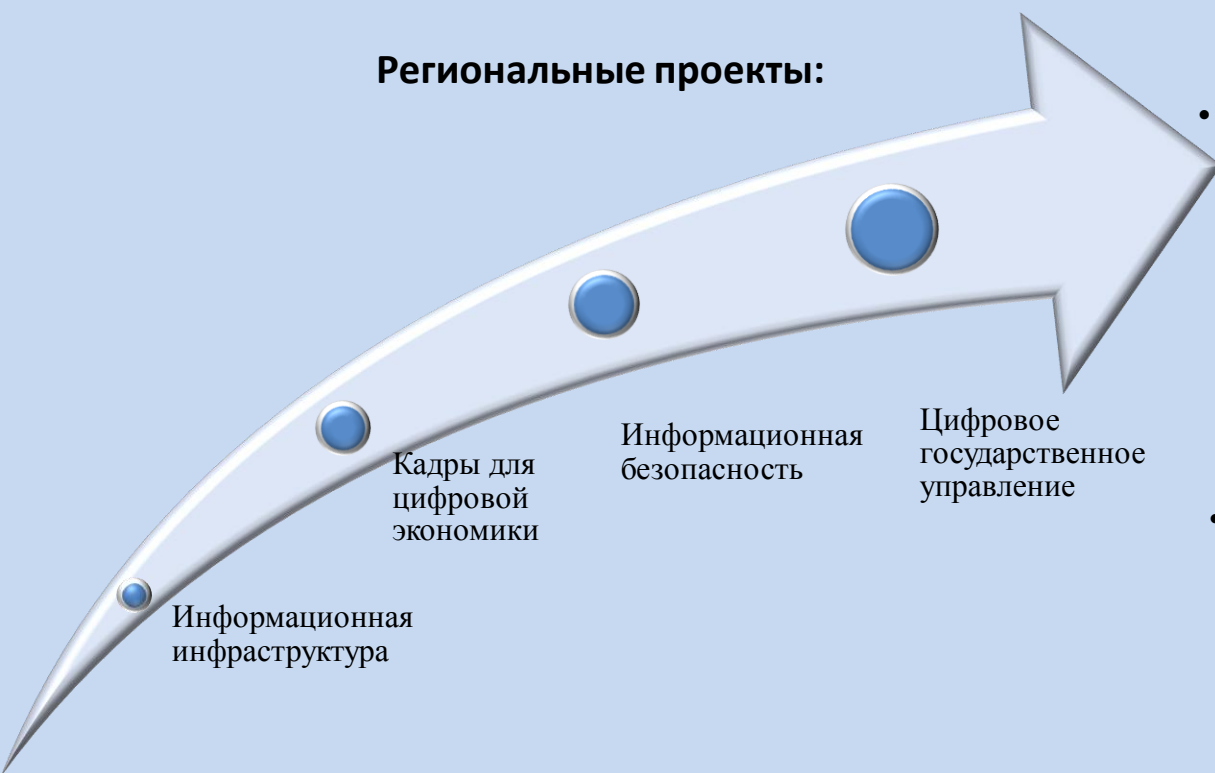 Региональные проекты:
Информационная
инфраструктура
Кадры для
цифровой
экономики
Информационная
безопасность
Цифровое
государственное
управление